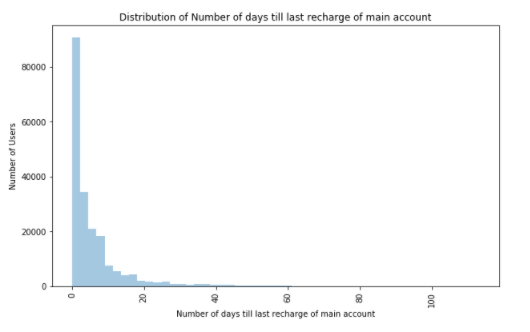 Distribution of Number of days till last recharge of main account
Number of Users
80000
60000
40000
20000
0
0 20 40 60 80 100
Number of days till last recharge of main account